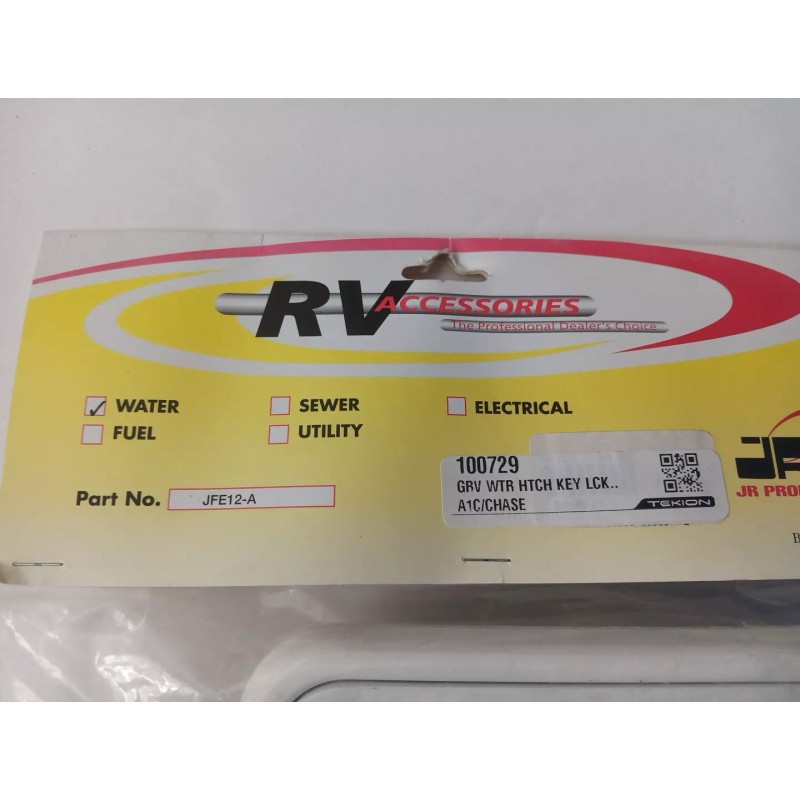 RV ACCESSORIES
The Professional Dealer's Choice
WATER
SEWER
ELECTRICAL
FUEL
UTILITY
Part No. JFE12-A
100729
GRV WTR HTCH KEY LCK..
A1C/CHASE
TEKION
JR PRO